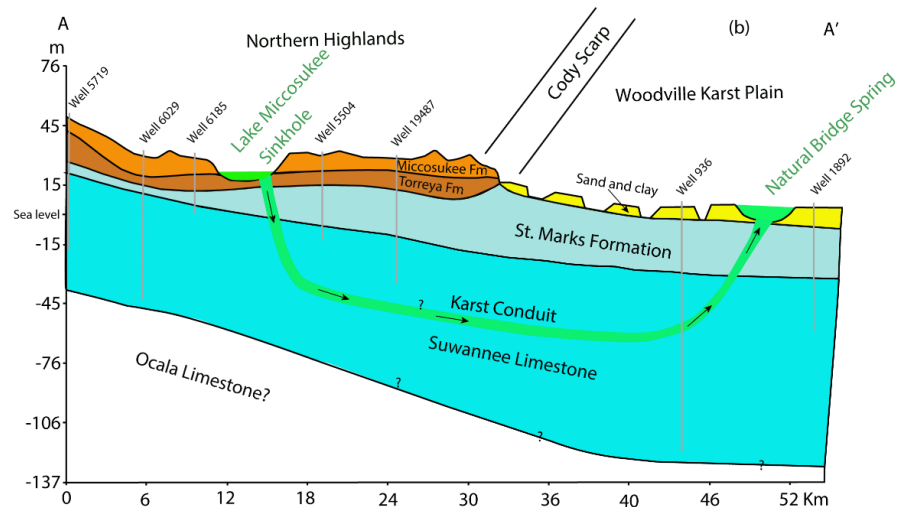 A
m
Northern Highlands
(b)
A'
76
45
15
Sea level
-15
-45
-76
-106
-137
Well 5719
Well 6029
Well 6185
Lake Miccosukee
Sinkhole
Well 5504
Well 19487
Cody Scarp
Woodville Karst Plain
Natural Bridge Spring
Well 936
Well 1892
Miccosukee Fm
Torreya Fm
Sand and clay
St. Marks Formation
?
Karst Conduit
Suwannee Limestone
Ocala Limestone?
?
?
?
0
6
12
18
24
30
36
40
46
52 Km